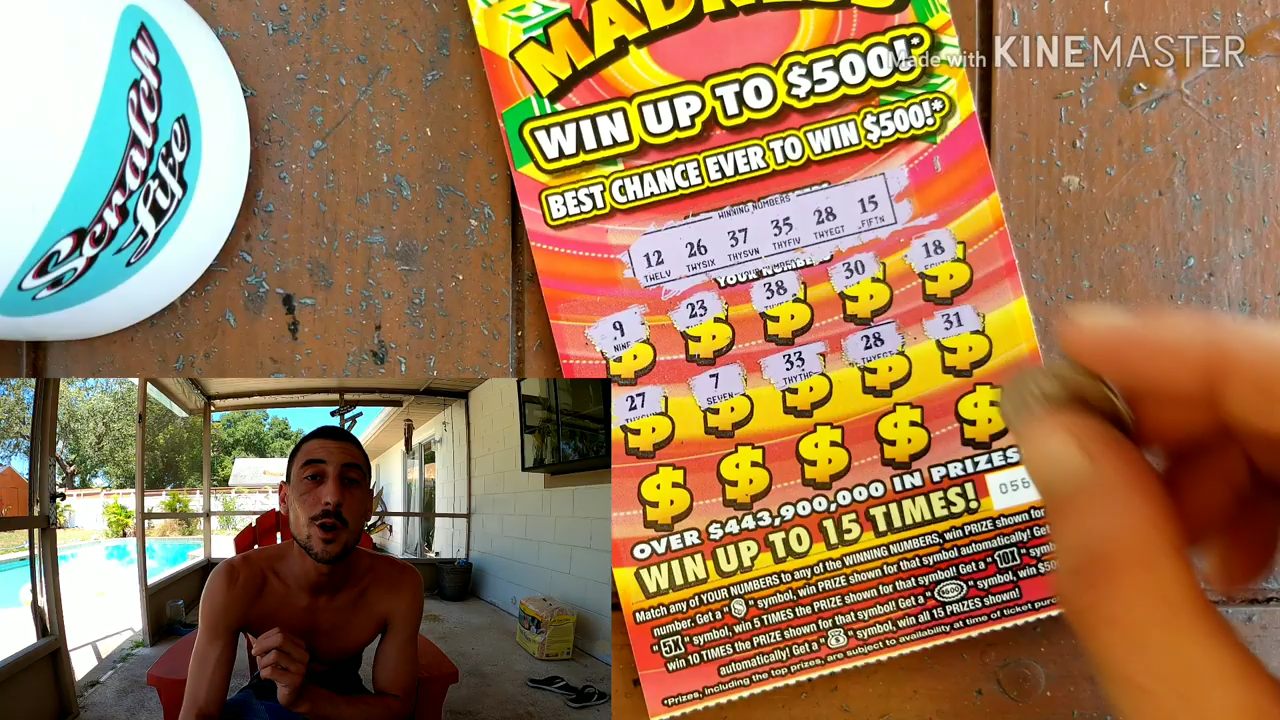 Made with KINEMASTER
Scratch
Life
MADNESS
WIN UP TO $500!*
BEST CHANCE EVER TO WIN $500!*
WINNING NUMBERS
12 26 37 35 28 15
TWELV THYSIX THYSVN THYFIV THYEGT FIFTN
YOUR NUMBERS
9 23 38 30 18
NINE
27 7 33 28 31
SEVEN THYTHR THYEGT
$ $ $ $ $
OVER $443,900,000 IN PRIZES
WIN UP TO 15 TIMES!
056
Match any of YOUR NUMBERS to any of the WINNING NUMBERS, win PRIZE shown for
number. Get a "$" symbol, win PRIZE shown for that symbol automatically! Get
"5X" symbol, win 5 TIMES the PRIZE shown for that symbol! Get a "10X" symb
win 10 TIMES the PRIZE shown for that symbol! Get a "$500" symbol, win $50
automatically! Get a " " symbol, win all 15 PRIZES shown!
*Prizes, including the top prizes, are subject to availability at time of ticket purc